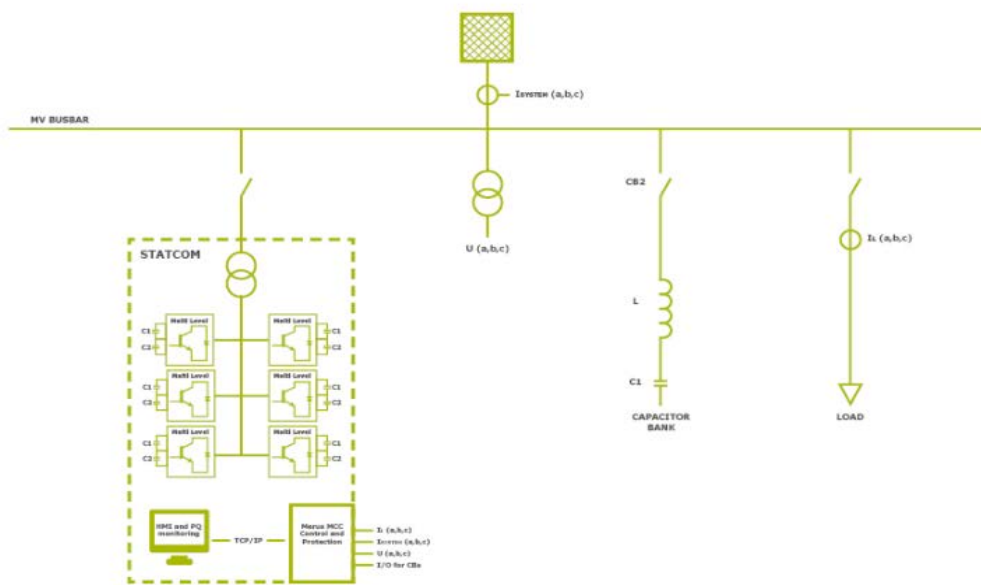 ISYSTEM (a,b,c)
MV BUSBAR
CB2
U (a,b,c)
IL (a,b,c)
STATCOM
L
Multi Level
Multi Level
C1
C1
C2
C2
Multi Level
Multi Level
C1
C1
C2
C2
C1
CAPACITOR
BANK
LOAD
Multi Level
Multi Level
C1
C1
C2
C2
HMI and PQ
monitoring
TCP/IP
Merus MCC
Control and
Protection
IL (a,b,c)
ISYSTEM (a,b,c)
U (a,b,c)
I/O for CBs